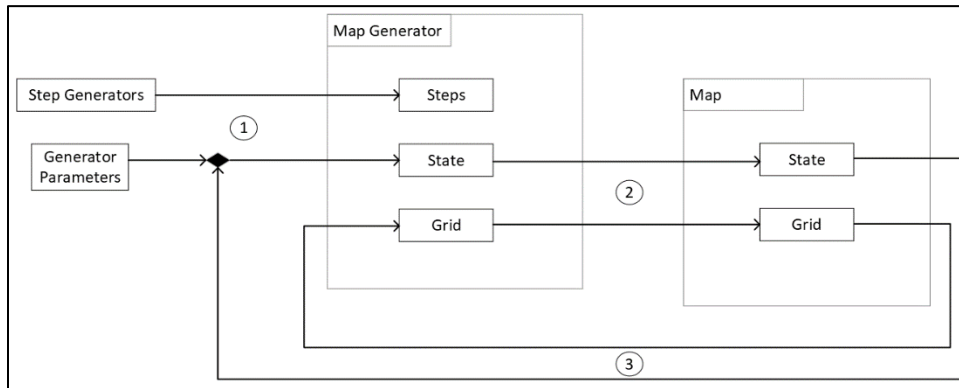 Map Generator
Step Generators
Steps
Map
1
Generator
Parameters
State
State
2
Grid
Grid
3